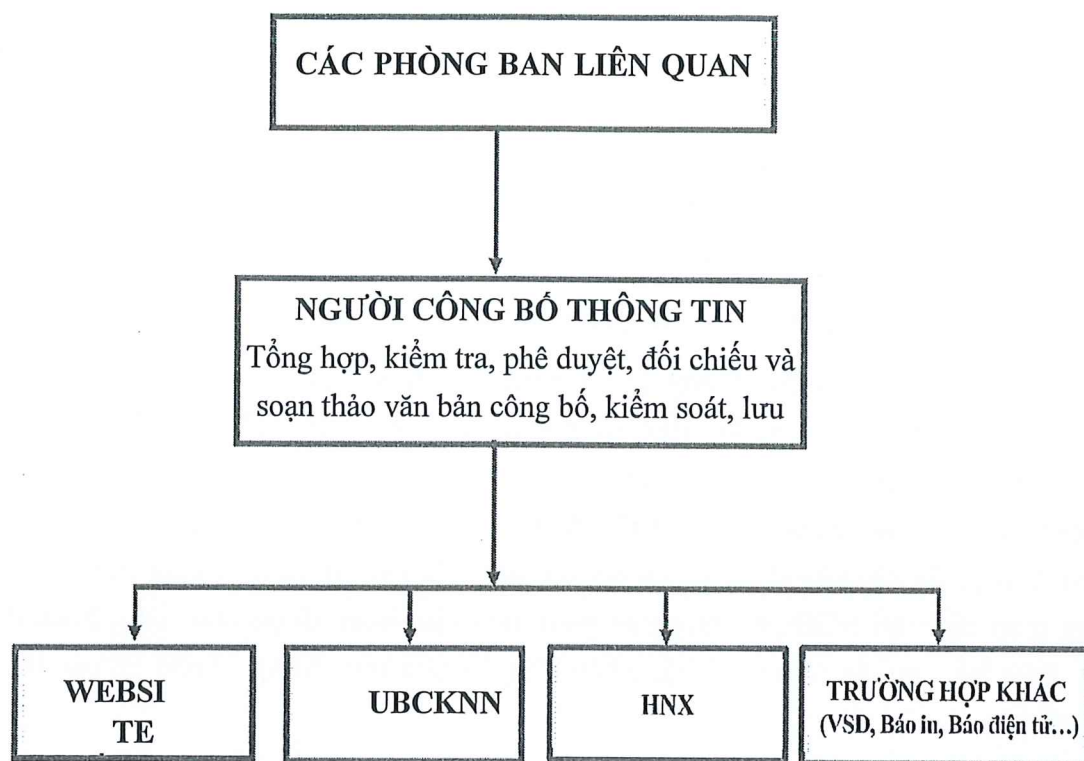 CÁC PHÒNG BAN LIÊN QUAN
NGƯỜI CÔNG BỐ THÔNG TIN
Tổng hợp, kiểm tra, phê duyệt, đối chiếu và
soạn thảo văn bản công bố, kiểm soát, lưu
WEBSI
TE
UBCKNN
HNX
TRƯỜNG HỢP KHÁC
(VSD, Báo in, Báo điện tử...)